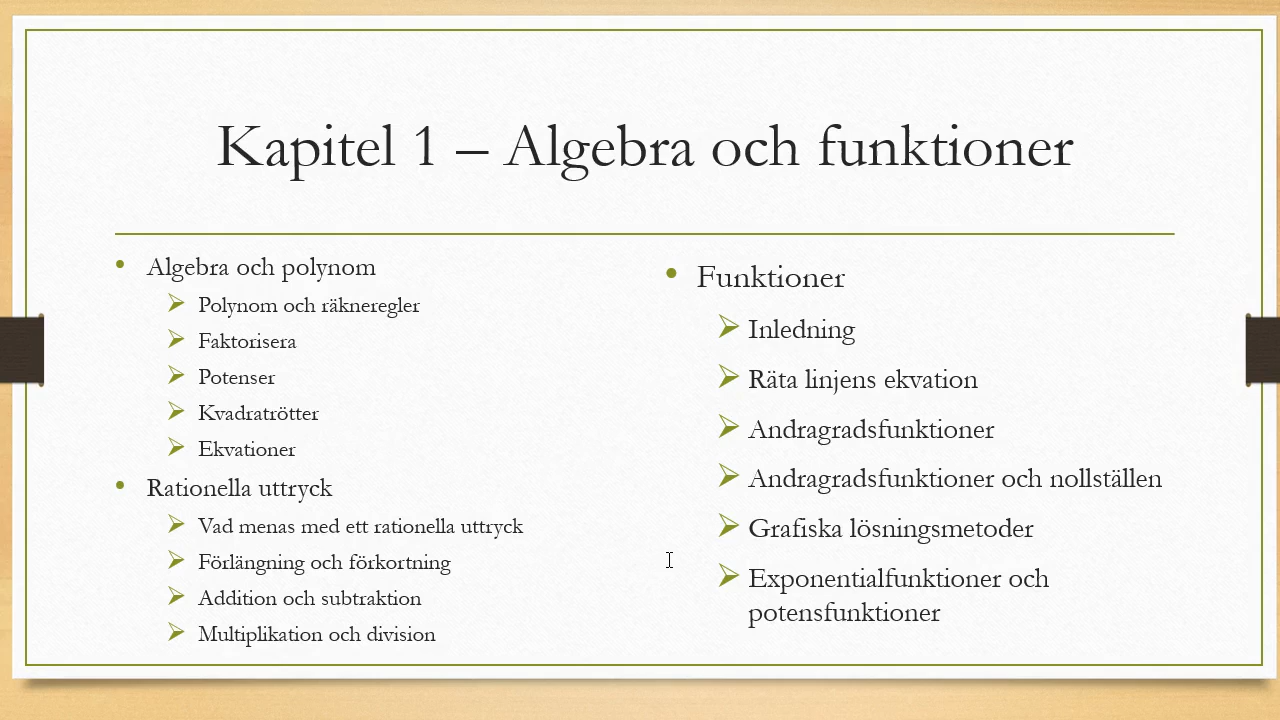 Kapitel 1 – Algebra och funktioner
Algebra och polynom
Polynom och räkneregler
Faktorisera
Potenser
Kvadratrötter
Ekvationer
Rationella uttryck
Vad menas med ett rationella uttryck
Förlängning och förkortning
Addition och subtraktion
Multiplikation och division
Funktioner
Inledning
Räta linjens ekvation
Andragradsfunktioner
Andragradsfunktioner och nollställen
Grafiska lösningsmetoder
Exponentialfunktioner och
potensfunktioner